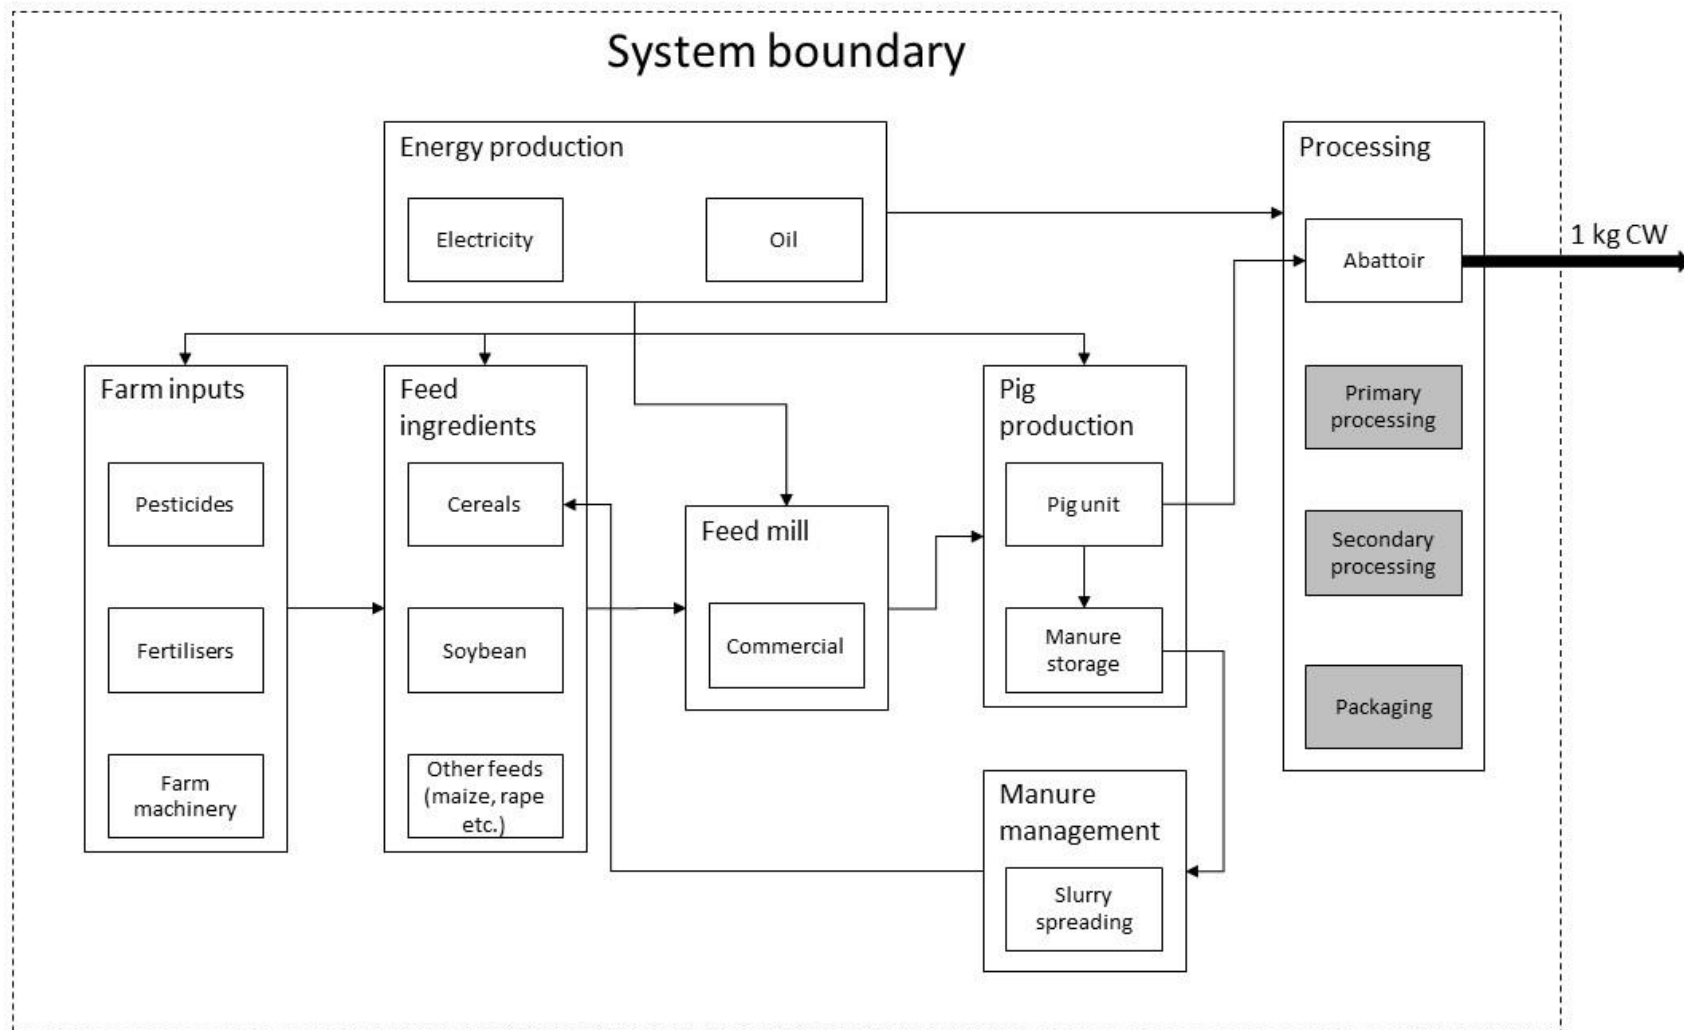 System boundary
Energy production
Electricity
Oil
Processing
Abattoir
1 kg CW
Primary
processing
Secondary
processing
Packaging
Farm inputs
Pesticides
Fertilisers
Farm
machinery
Feed
ingredients
Cereals
Soybean
Other feeds
(maize, rape
etc.)
Feed mill
Commercial
Pig
production
Pig unit
Manure
storage
Manure
management
Slurry
spreading